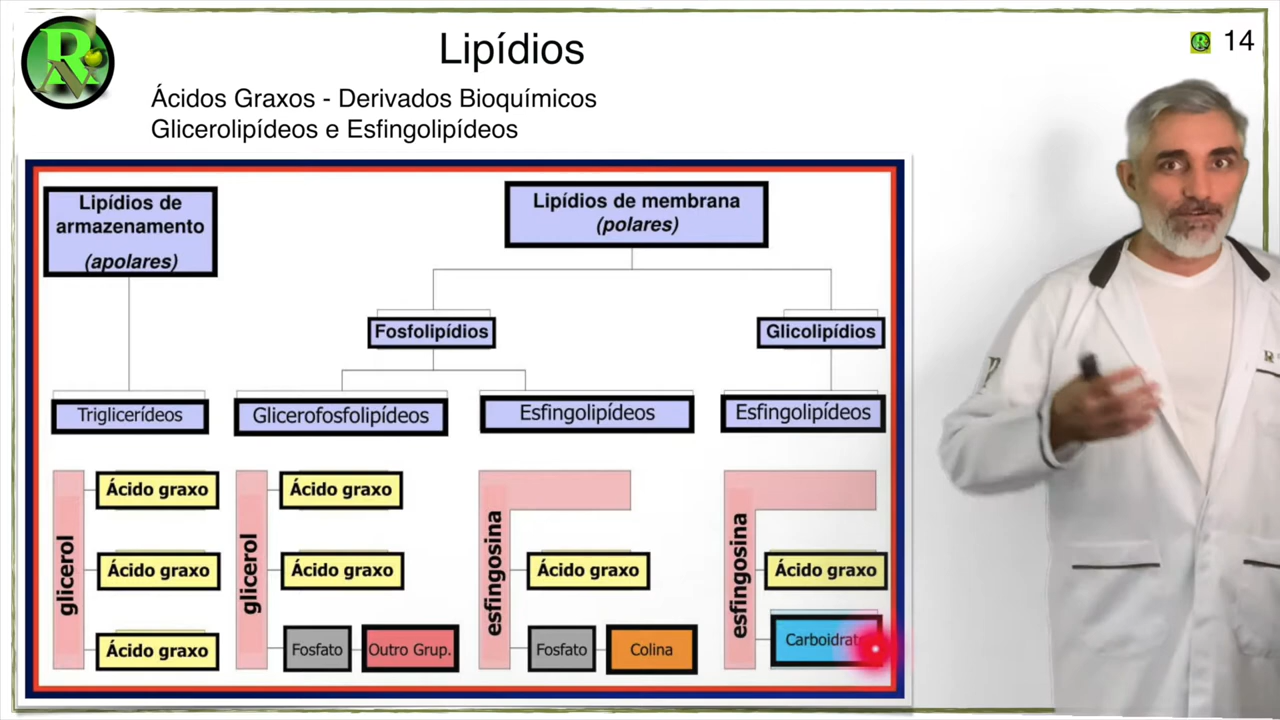 Lipídios
14
Ácidos Graxos - Derivados Bioquímicos
Glicerolipídeos e Esfingolipídeos
Lipídios de
armazenamento
(apolares)
Lipídios de membrana
(polares)
Fosfolipídios
Glicolipídios
Triglicerídeos
Glicerofosfolipídeos
Esfingolipídeos
Esfingolipídeos
glicerol
Ácido graxo
Ácido graxo
Ácido graxo
glicerol
Ácido graxo
Ácido graxo
Fosfato
Outro Grup.
esfingosina
Ácido graxo
Fosfato
Colina
esfingosina
Ácido graxo